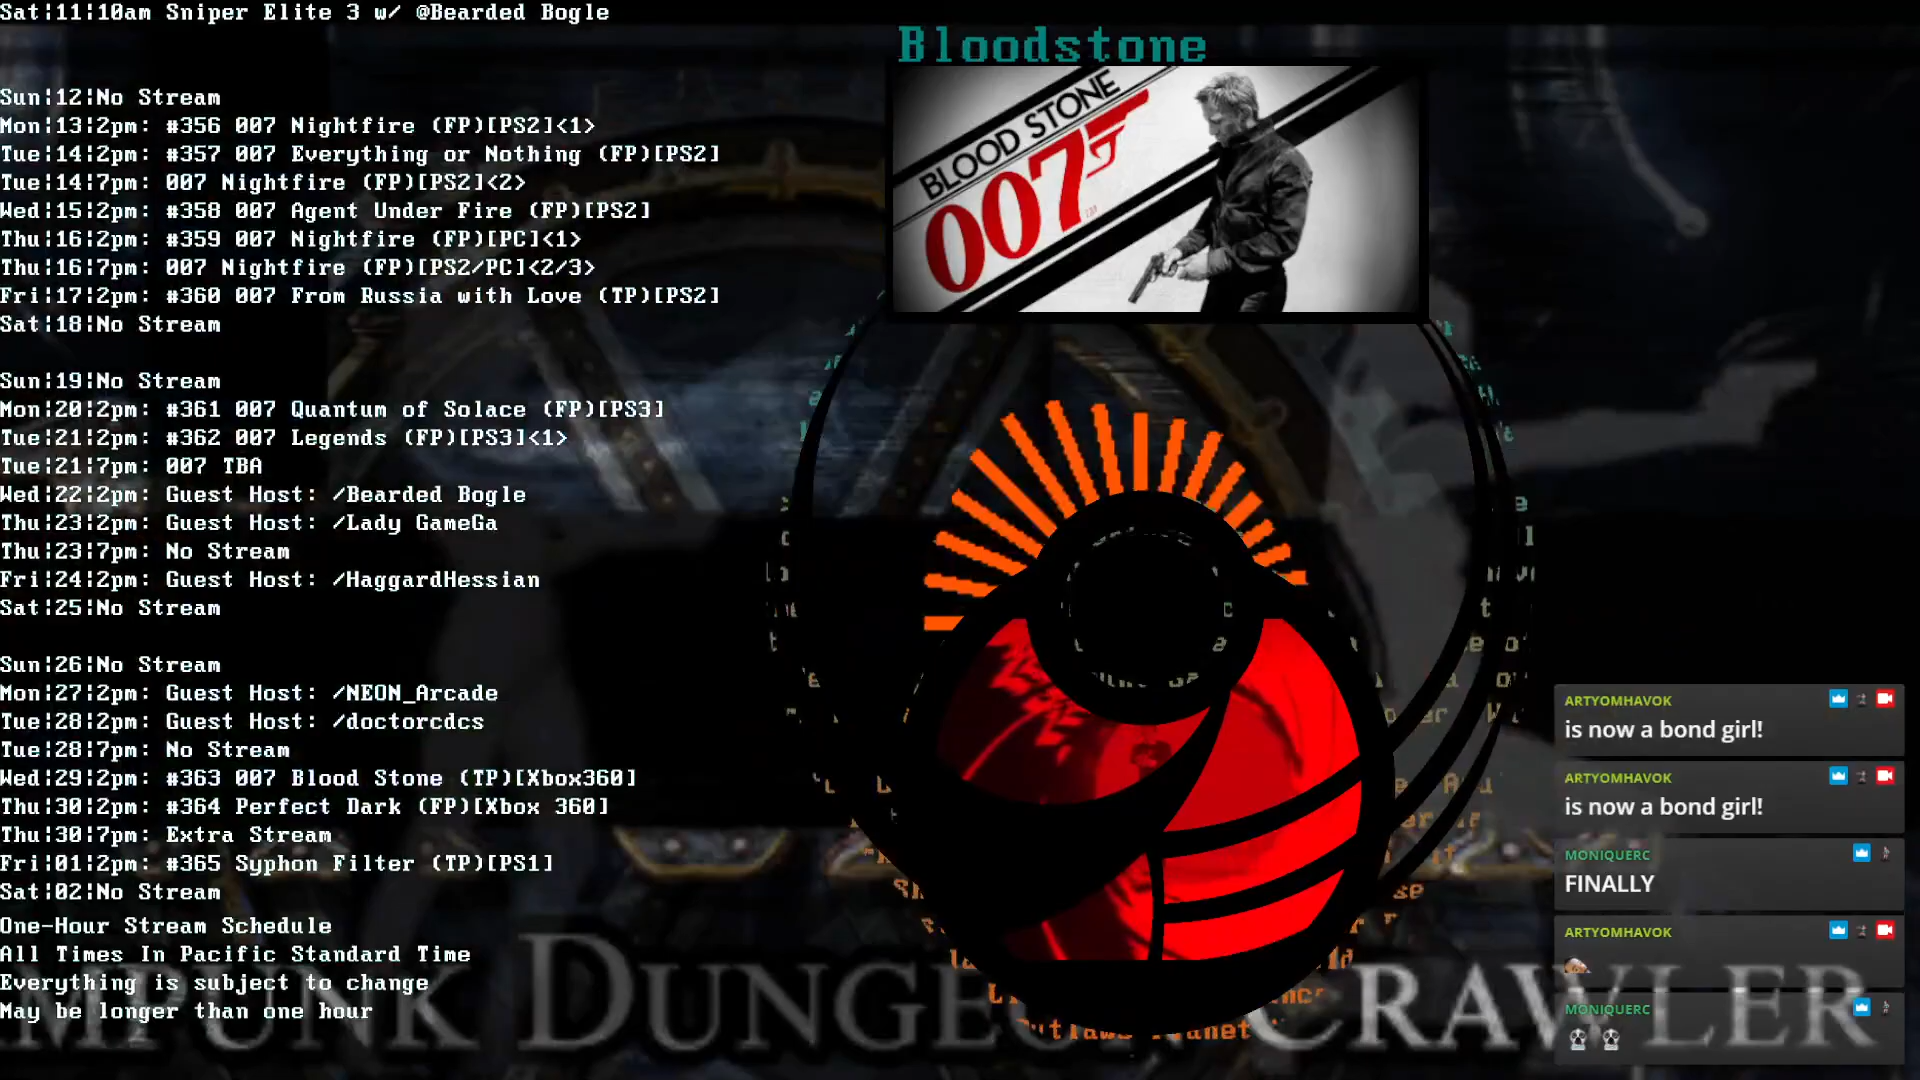 Sat|11|10am Sniper Elite 3 w/ @Bearded Bogle
Sun|12|No Stream
Mon|13|2pm: #356 007 Nightfire (FP)[PS2]<1>
Tue|14|2pm: #357 007 Everything or Nothing (FP)[PS2]
Tue|14|7pm: 007 Nightfire (FP)[PS2]<2>
Wed|15|2pm: #358 007 Agent Under Fire (FP)[PS2]
Thu|16|2pm: #359 007 Nightfire (FP)[PC]<1>
Thu|16|7pm: 007 Nightfire (FP)[PS2/PC]<2/3>
Fri|17|2pm: #360 007 From Russia with Love (TP)[PS2]
Sat|18|No Stream
Sun|19|No Stream
Mon|20|2pm: #361 007 Quantum of Solace (FP)[PS3]
Tue|21|2pm: #362 007 Legends (FP)[PS3]<1>
Tue|21|7pm: 007 TBA
Wed|22|2pm: Guest Host: /Bearded Bogle
Thu|23|2pm: Guest Host: /Lady GameGa
Thu|23|7pm: No Stream
Fri|24|2pm: Guest Host: /HaggardHessian
Sat|25|No Stream
Sun|26|No Stream
Mon|27|2pm: Guest Host: /NEON_Arcade
Tue|28|2pm: Guest Host: /doctorcdcs
Tue|28|7pm: No Stream
Wed|29|2pm: #363 007 Blood Stone (TP)[Xbox360]
Thu|30|2pm: #364 Perfect Dark (FP)[Xbox 360]
Thu|30|7pm: Extra Stream
Fri|01|2pm: #365 Syphon Filter (TP)[PS1]
Sat|02|No Stream
One-Hour Stream Schedule
All Times In Pacific Standard Time
Everything is subject to change
May be longer than one hour
Bloodstone
BLOOD STONE
007
DUNGEON CRAWLER
ARTYOMHAVOK
is now a bond girl!
ARTYOMHAVOK
is now a bond girl!
MONIQUERC
FINALLY
ARTYOMHAVOK
MONIQUERC